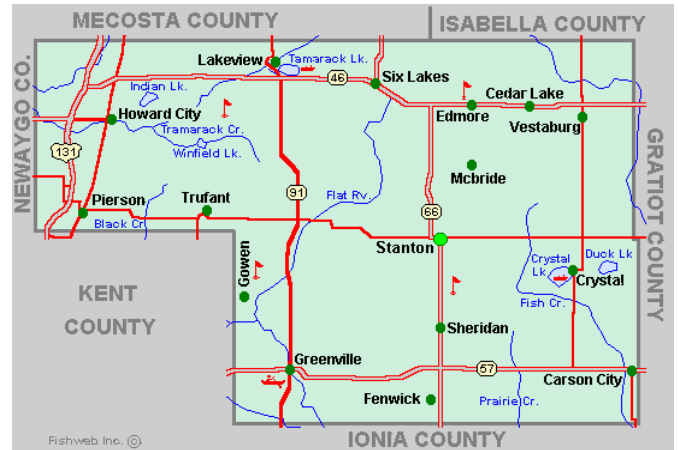 MECOSTA COUNTY
ISABELLA COUNTY
NEWAYGO CO.
Lakeview
Tamarack Lk.
46
Six Lakes
Indian Lk.
Cedar Lake
Edmore
Howard City
Vestaburg
Tramarack Cr.
Winfield Lk.
131
GRATIOT COUNTY
Mcbride
Pierson
Trufant
91
Flat Rv.
66
Black Cr.
Stanton
Gowen
Crystal
Lk
Duck Lk
Crystal
KENT
COUNTY
Fish Cr.
Sheridan
Greenville
57
Carson City
Fenwick
Prairie Cr.
Fishweb Inc. ©
IONIA COUNTY